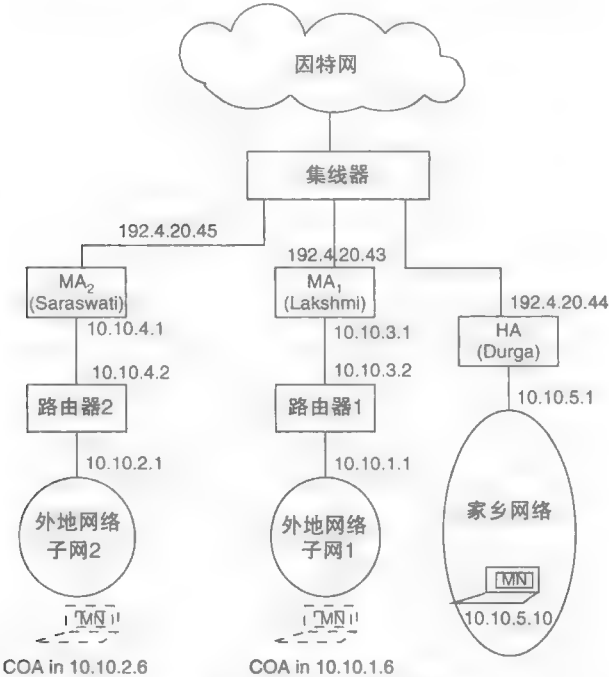 因特网
集线器
192.4.20.45
192.4.20.43
192.4.20.44
MA2
(Saraswati)
MA1
(Lakshmi)
HA
(Durga)
10.10.4.1
10.10.3.1
10.10.4.2
10.10.3.2
10.10.5.1
路由器2
路由器1
10.10.2.1
10.10.1.1
外地网络
子网2
外地网络
子网1
家乡网络
MN
MN
MN
10.10.5.10
COA in 10.10.2.6
COA in 10.10.1.6